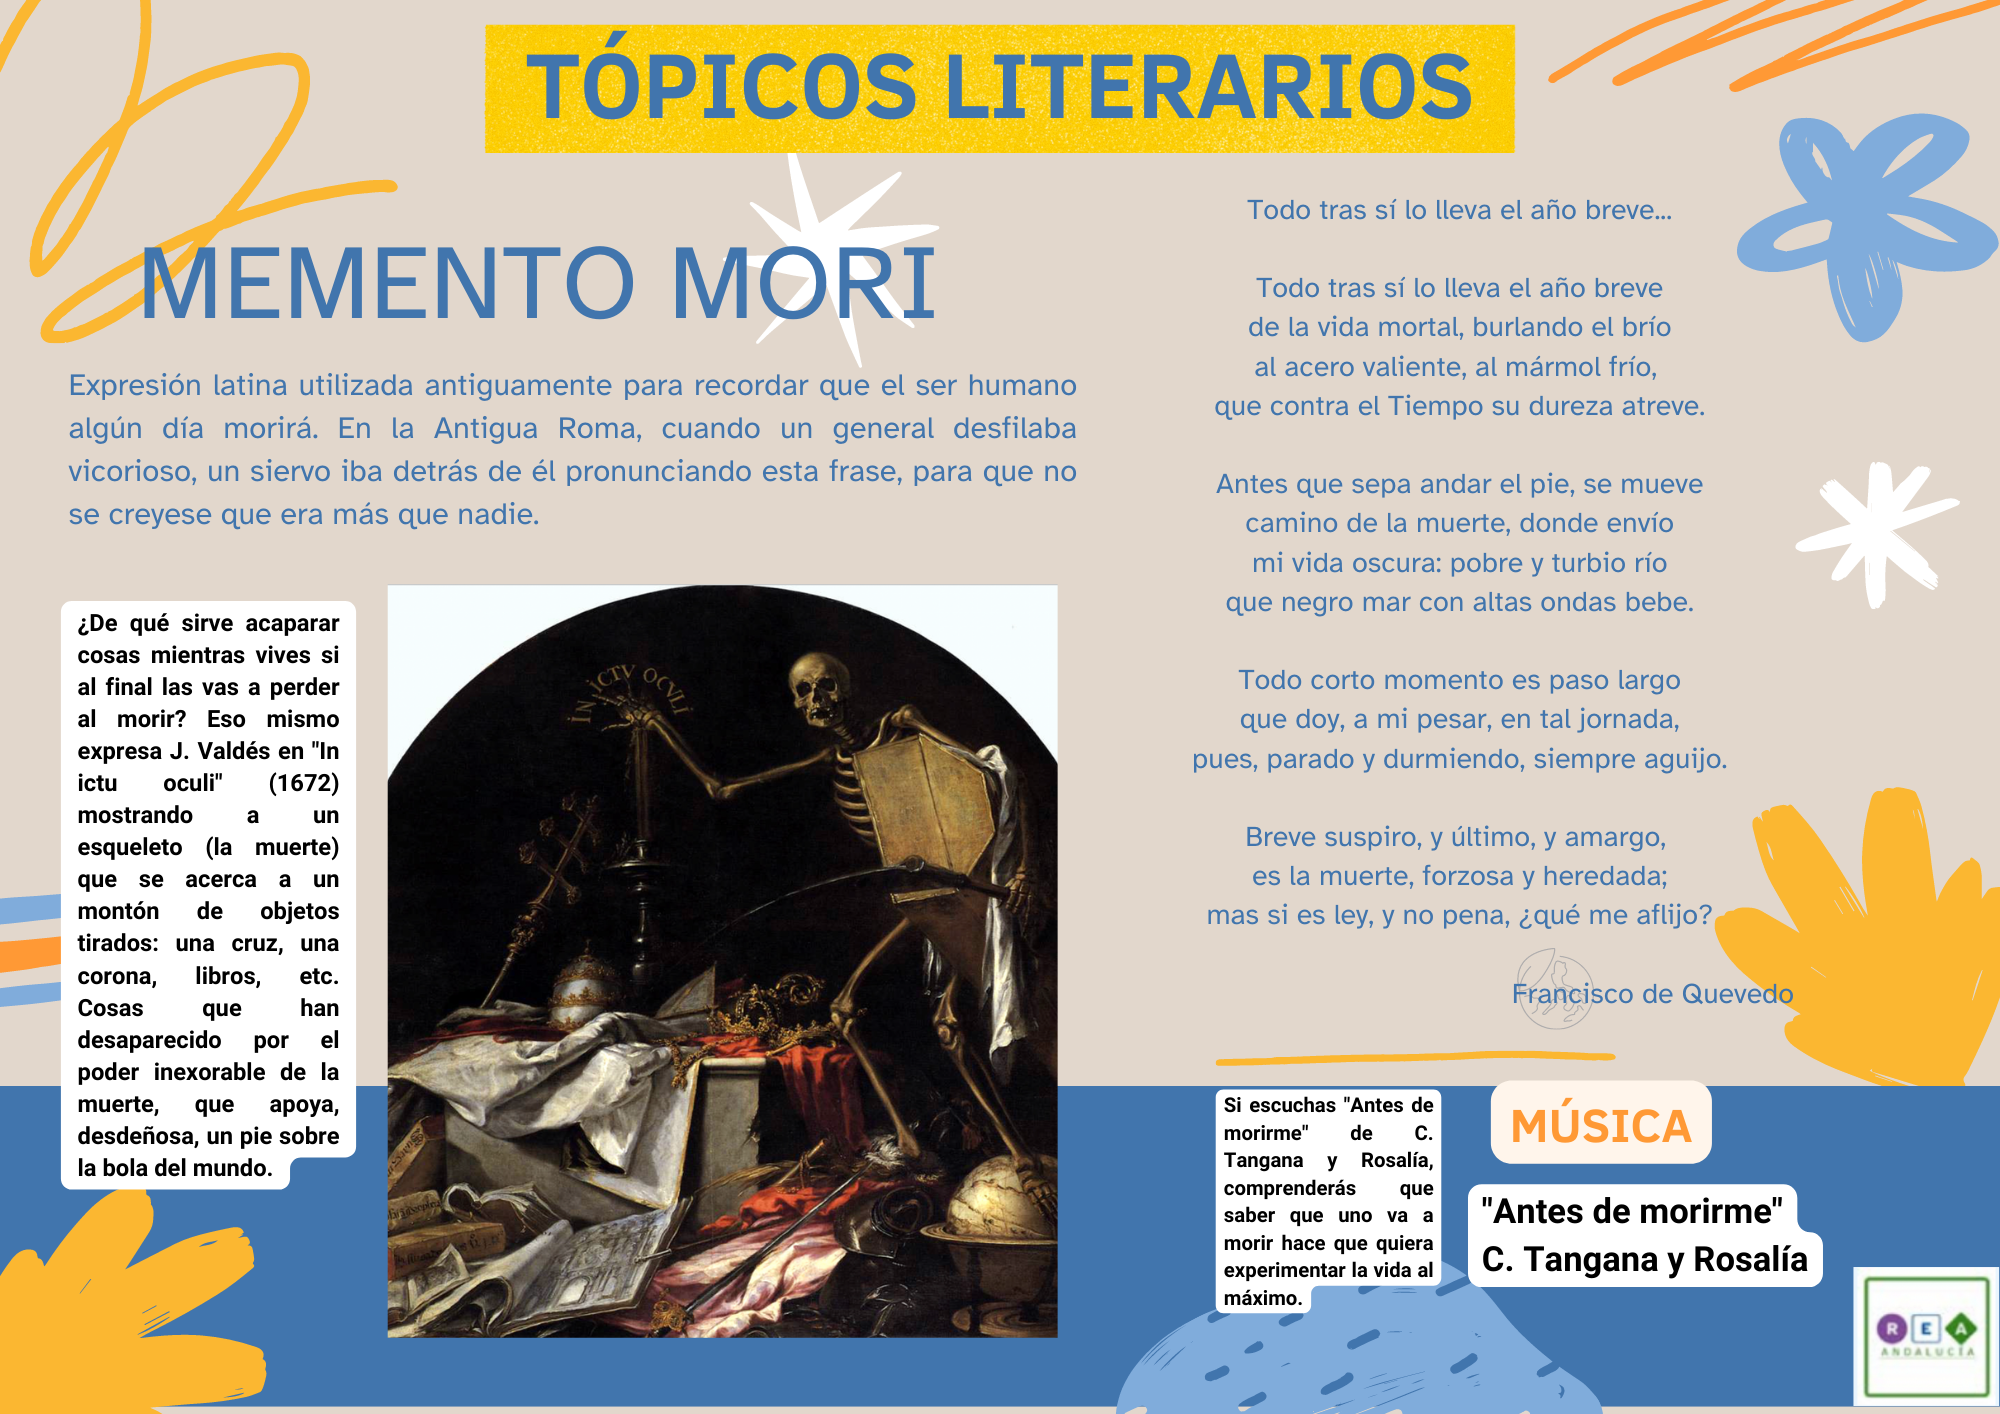 TÓPICOS LITERARIOS
MEMENTO MORI
Expresión latina utilizada antiguamente para recordar que el ser humano
algún día morirá. En la Antigua Roma, cuando un general desfilaba
vicorioso, un siervo iba detrás de él pronunciando esta frase, para que no
se creyese que era más que nadie.
¿De qué sirve acaparar
cosas mientras vives si
al final las vas a perder
al morir? Eso mismo
expresa J. Valdés en "In
ictu oculi" (1672)
mostrando a un
esqueleto (la muerte)
que se acerca a un
montón de objetos
tirados: una cruz, una
corona, libros, etc.
Cosas que han
desaparecido por el
poder inexorable de la
muerte, que apoya,
desdeñosa, un pie sobre
la bola del mundo.
IN ICTV OCVLI
Todo tras sí lo lleva el año breve...
Todo tras sí lo lleva el año breve
de la vida mortal, burlando el brío
al acero valiente, al mármol frío,
que contra el Tiempo su dureza atreve.
Antes que sepa andar el pie, se mueve
camino de la muerte, donde envío
mi vida oscura: pobre y turbio río
que negro mar con altas ondas bebe.
Todo corto momento es paso largo
que doy, a mi pesar, en tal jornada,
pues, parado y durmiendo, siempre aguijo.
Breve suspiro, y último, y amargo,
es la muerte, forzosa y heredada;
mas si es ley, y no pena, ¿qué me aflijo?
Francisco de Quevedo
Si escuchas "Antes de
morirme" de C.
Tangana y Rosalía,
comprenderás que
saber que uno va a
morir hace que quiera
experimentar la vida al
máximo.
MÚSICA
"Antes de morirme"
C. Tangana y Rosalía
R E A
ANDALUCÍA